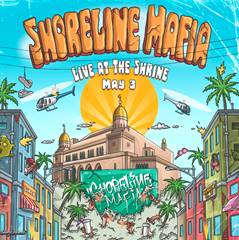 SHORELINE MAFIA
LIVE AT THE SHRINE
MAY 3
SHORELINE
MAFIA